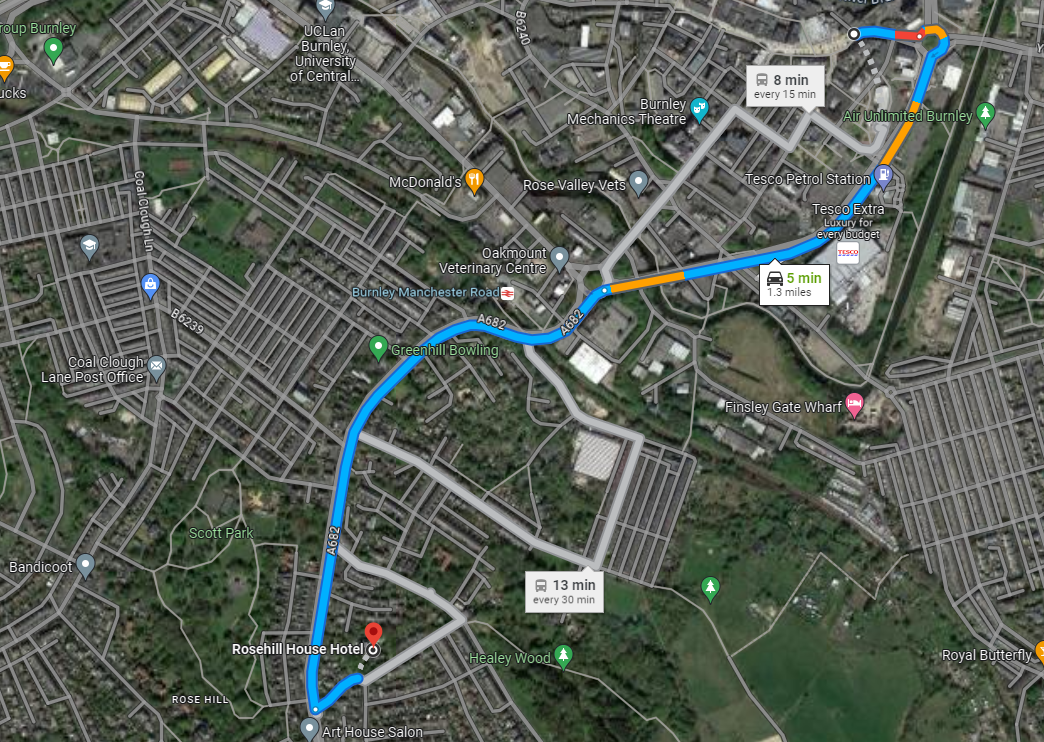 roup Burnley
ucks
UCLan
Burnley,
University
of Central...
B6240
8 min
every 15 min
Burnley
Mechanics Theatre
Air Unlimited Burnley
Coal Clough Ln
McDonald's
Rose Valley Vets
Tesco Petrol Station
Tesco Extra
Luxury for
every budget
TESCO
Oakmount
Veterinary Centre
5 min
1.3 miles
Burnley Manchester Road
B6239
A682
A682
Greenhill Bowling
Coal Clough
Lane Post Office
Finsley Gate Wharf
A682
Scott Park
Bandicoot
13 min
every 30 min
Rosehill House Hotel
Healey Wood
Royal Butterfly
ROSE HILL
Art House Salon